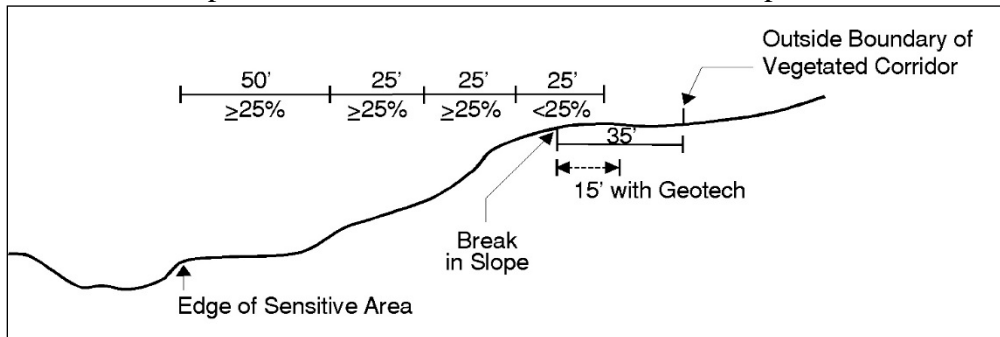 Outside Boundary of
Vegetated Corridor
50' 25' 25' 25'
≥25% ≥25% ≥25% <25%
35'
15' with Geotech
Break
in Slope
Edge of Sensitive Area